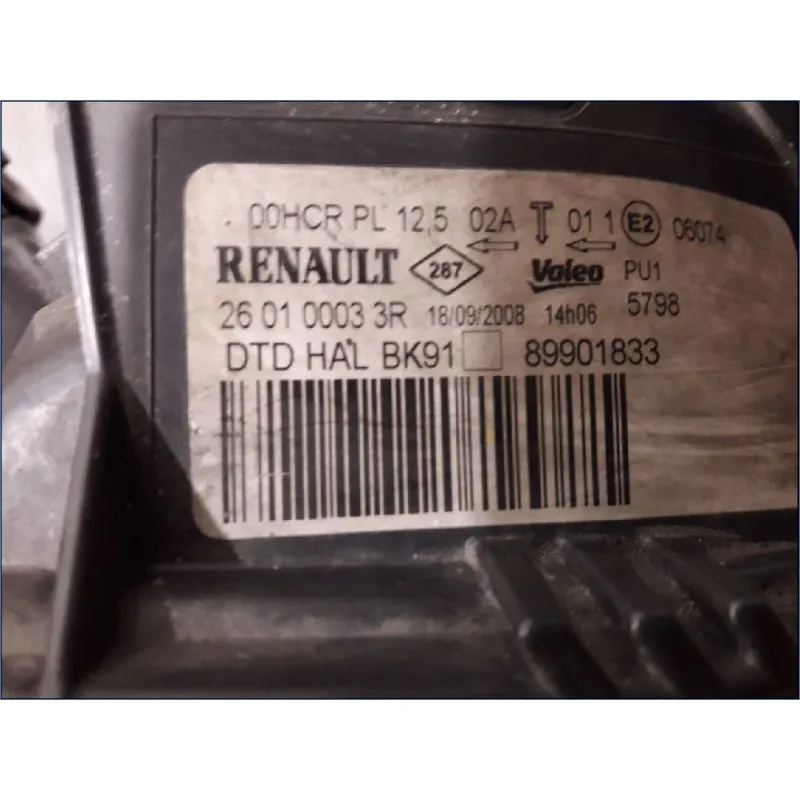 00HCR PL 12,5 02A 01 1 E2 06074
RENAULT 287 Valeo PU1
26 01 0003 3R 18/09/2008 14h06 5798
DTD HAL BK91 89901833